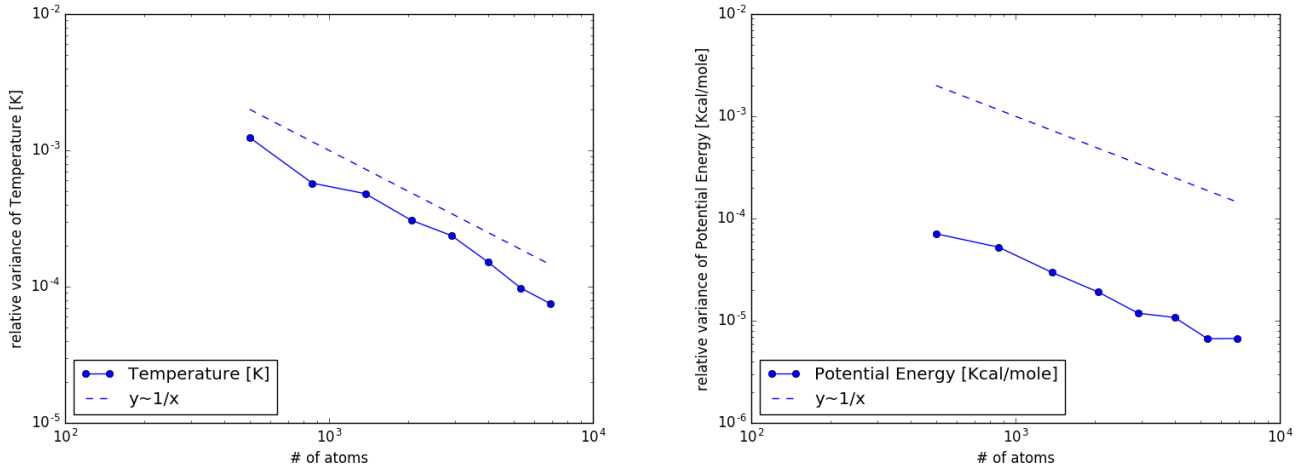 10^-2
10^-3
10^-4
10^-5
relative variance of Temperature [K]
Temperature [K]
y~1/x
10^2
10^3
10^4
# of atoms
10^-2
10^-3
10^-4
10^-5
10^-6
relative variance of Potential Energy [Kcal/mole]
Potential Energy [Kcal/mole]
y~1/x
10^2
10^3
10^4
# of atoms